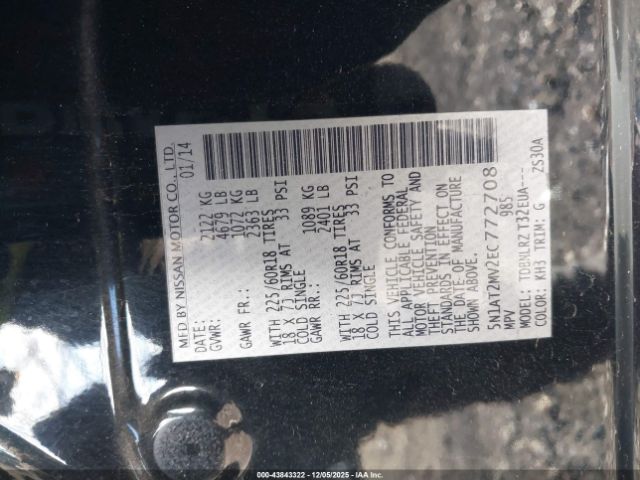 MFD BY NISSAN MOTOR CO., LTD.
DATE: 01/14
GVWR: 2122 KG
4679 LB
GAWR FR.: 1072 KG
2363 LB
WITH 225/60R18 TIRES
18 X 7J RIMS AT 33 PSI
COLD SINGLE
GAWR RR.: 1089 KG
2401 LB
WITH 225/60R18 TIRES
18 X 7J RIMS AT 33 PSI
COLD SINGLE
THIS VEHICLE CONFORMS TO
ALL APPLICABLE FEDERAL
MOTOR VEHICLE SAFETY AND
THEFT PREVENTION
STANDARDS IN EFFECT ON
THE DATE OF MANUFACTURE
SHOWN ABOVE.
5N1AT2MV2EC772708
MPV 985
MODEL: TDENLRZ T32EUA---
COLOR: KH3 TRIM: G ZS30A
000-43843322 - 12/05/2025 - IAAI.COM